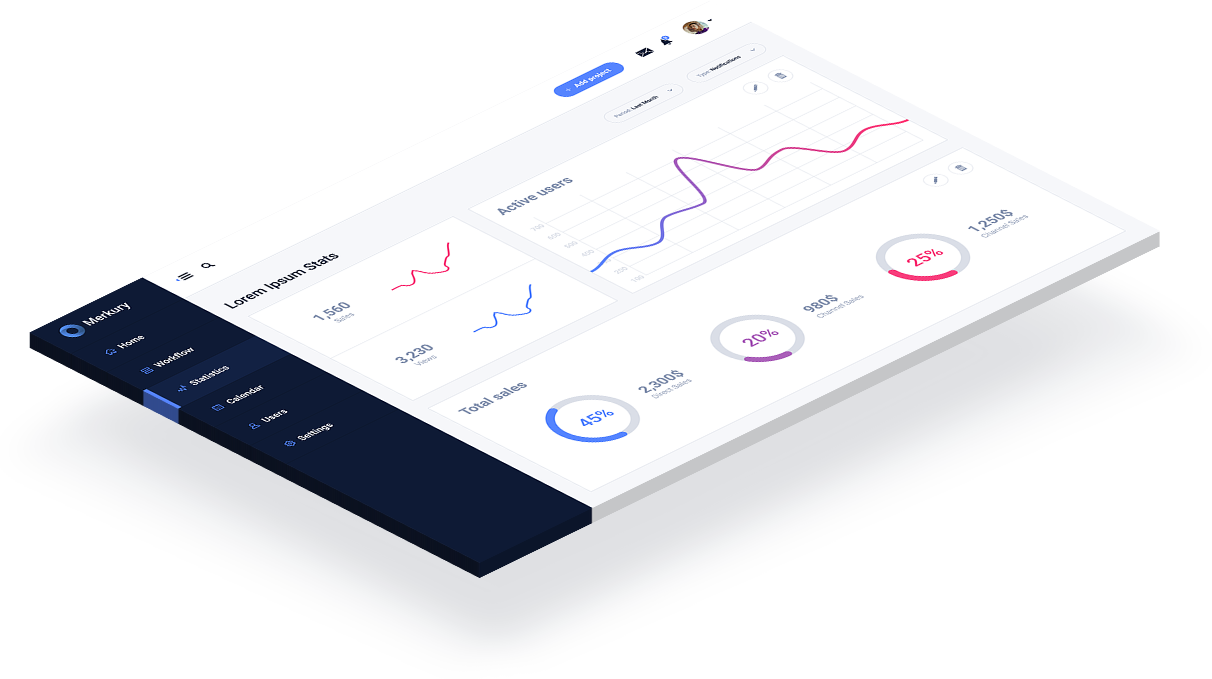 Merkury
Home
Workflow
Statistics
Calendar
Users
Settings
+ Add project
Lorem Ipsum Stats
Period: Last Month
Type: Notifications
1,560
Sales
3,230
Views
Active users
700
600
500
400
200
100
Total sales
45%
2,300$
Direct Sales
20%
980$
Channel Sales
25%
1,250$
Channel Sales